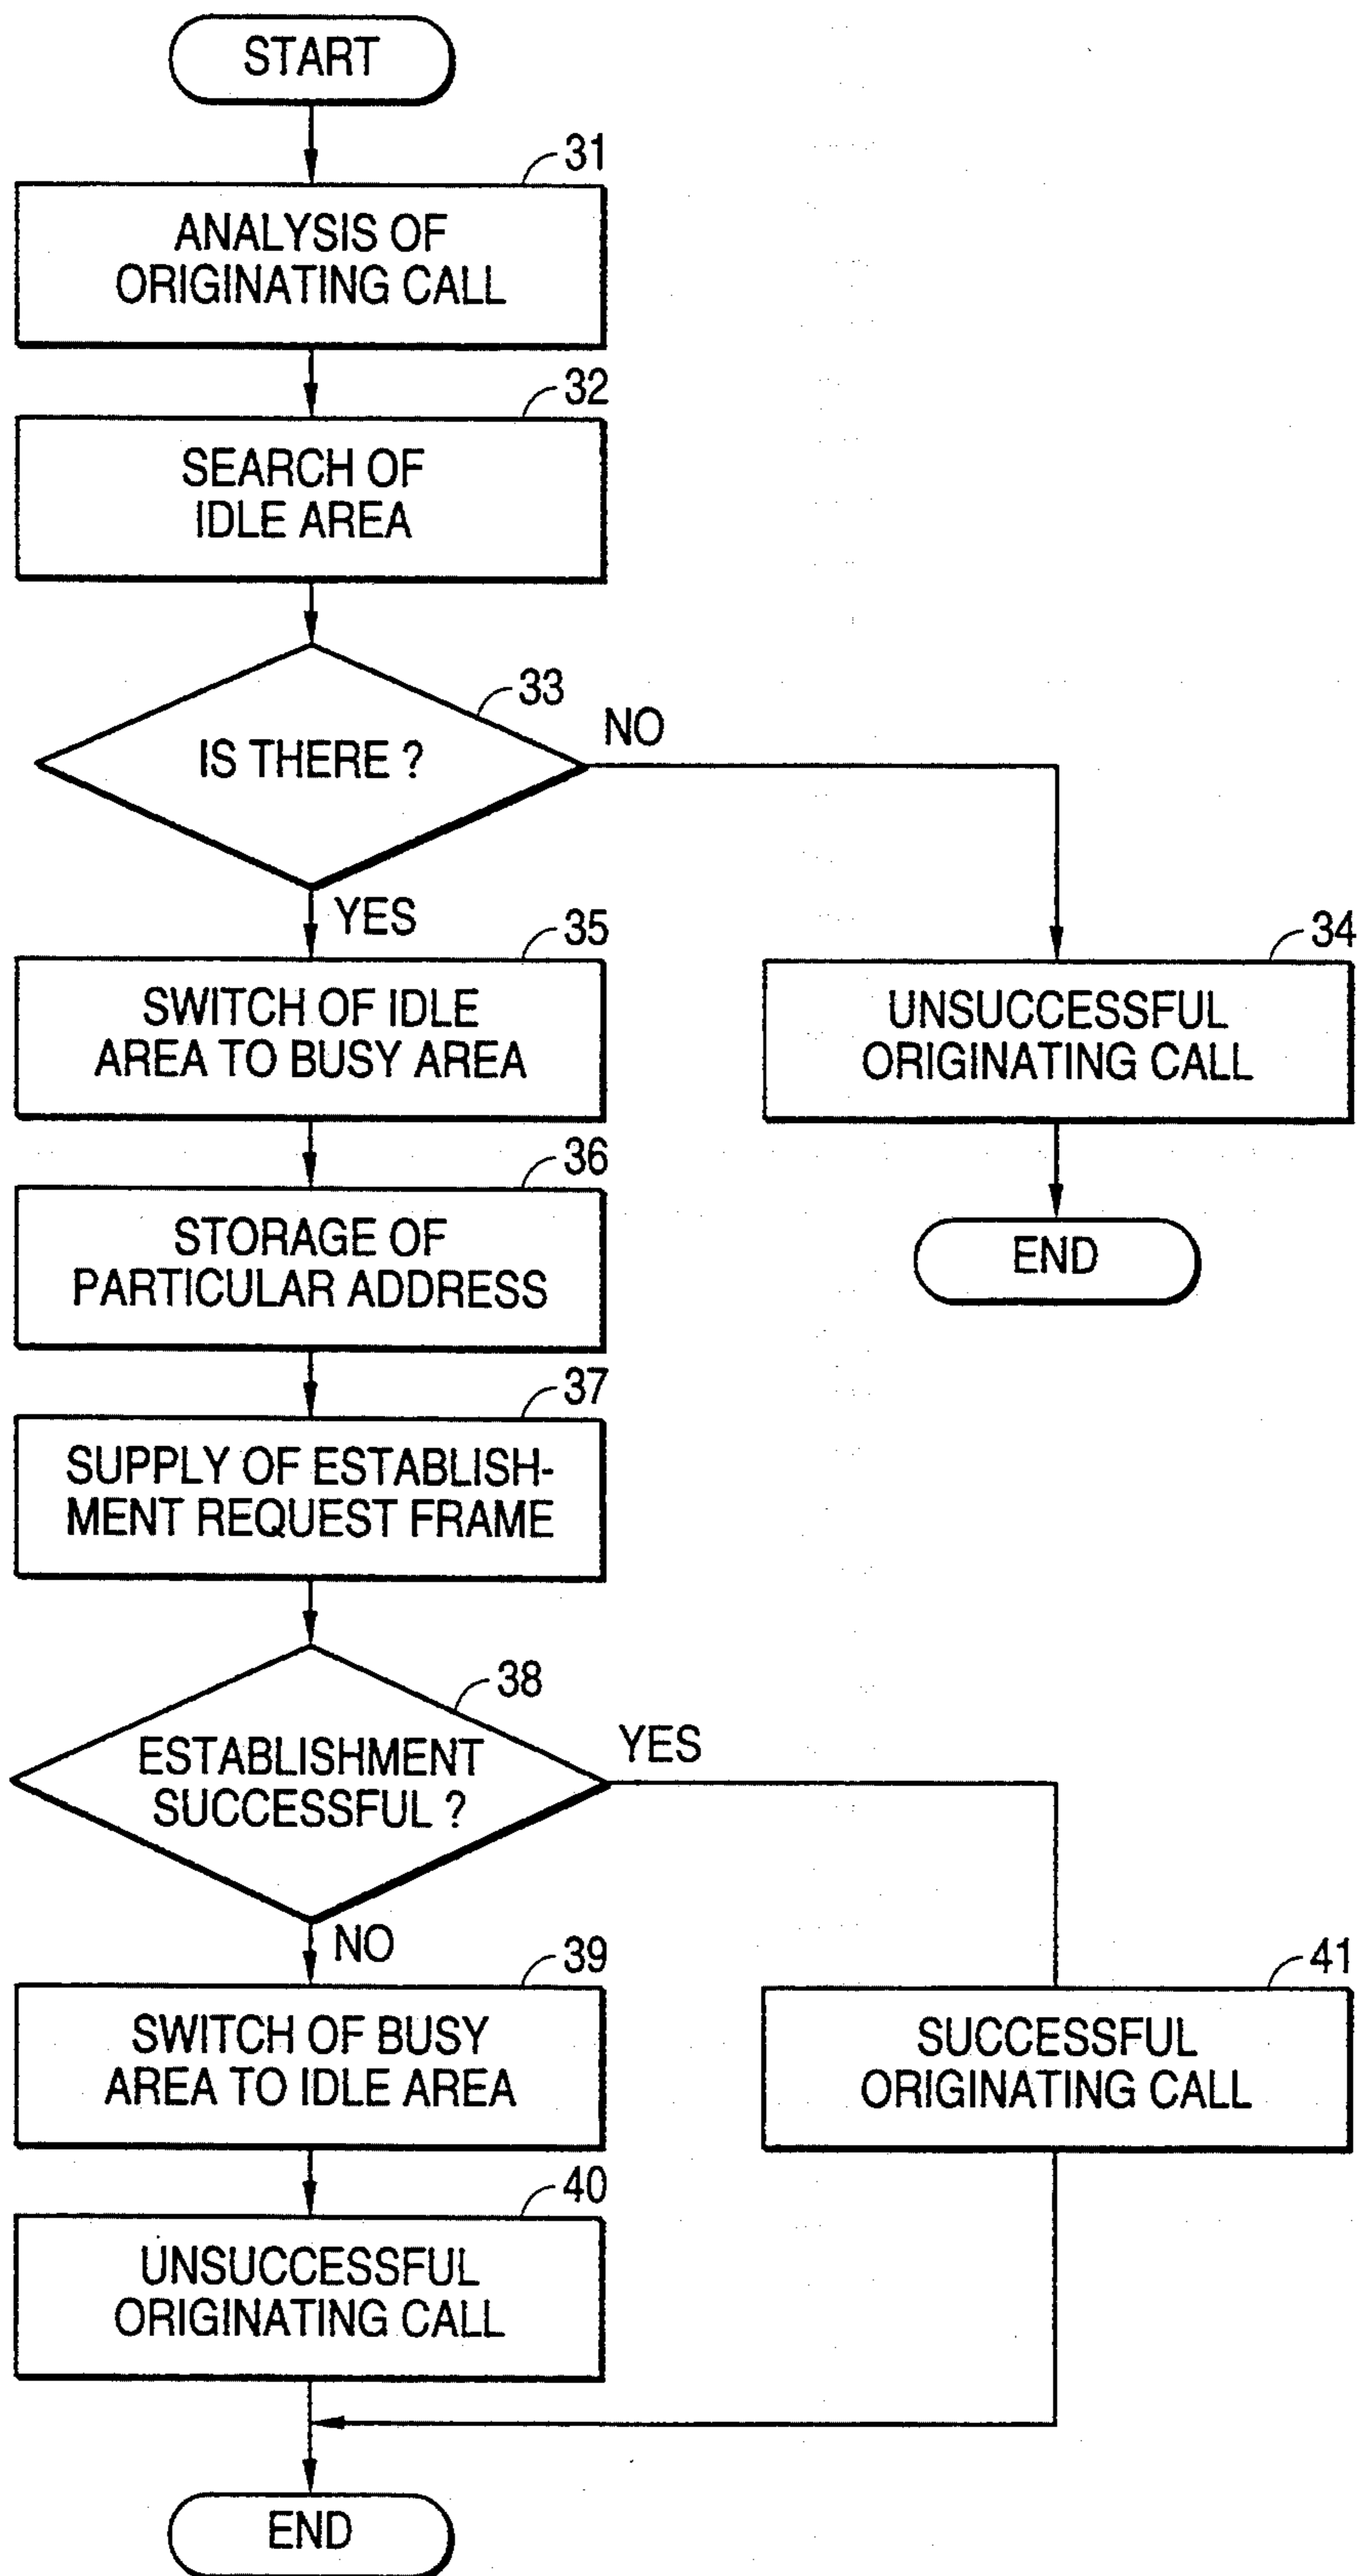 START
31
ANALYSIS OF
ORIGINATING CALL
32
SEARCH OF
IDLE AREA
33
IS THERE ?
NO
YES
35
SWITCH OF IDLE
AREA TO BUSY AREA
34
UNSUCCESSFUL
ORIGINATING CALL
36
STORAGE OF
PARTICULAR ADDRESS
END
37
SUPPLY OF ESTABLISH-
MENT REQUEST FRAME
38
ESTABLISHMENT
SUCCESSFUL ?
YES
NO
39
SWITCH OF BUSY
AREA TO IDLE AREA
41
SUCCESSFUL
ORIGINATING CALL
40
UNSUCCESSFUL
ORIGINATING CALL
END